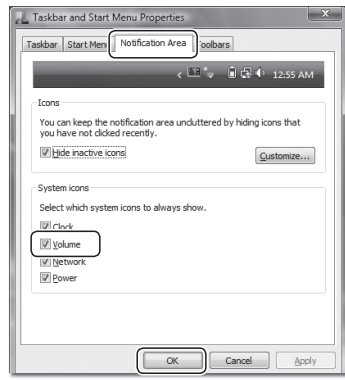 Taskbar and Start Menu Properties
Taskbar Start Men Notification Area Toolbars
12:55 AM
Icons
You can keep the notification area uncluttered by hiding icons that
you have not clicked recently.
Hide inactive icons
Customize...
System icons
Select which system icons to always show.
Clock
Volume
Network
Power
OK Cancel Apply